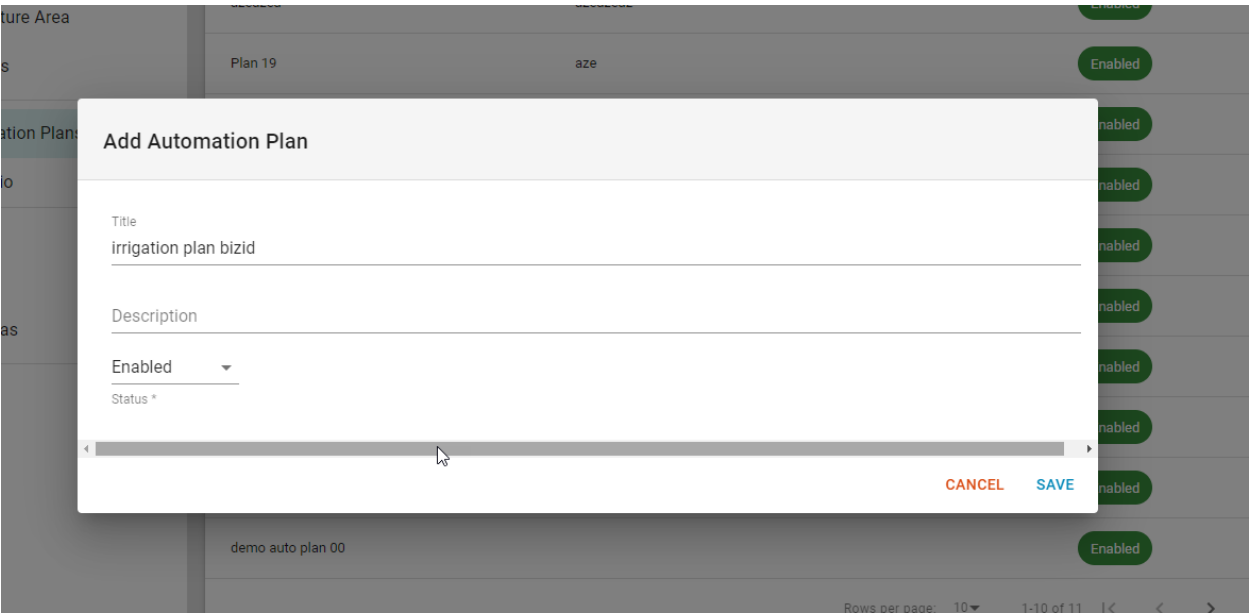 ture Area
Enabled
s
Plan 19 aze Enabled
ation Plans nabled
Add Automation Plan
io nabled
Title
irrigation plan bizid nabled
Description nabled
as
Enabled nabled
Status *
nabled
CANCEL SAVE nabled
demo auto plan 00 Enabled
Rows per page: 10 1-10 of 11